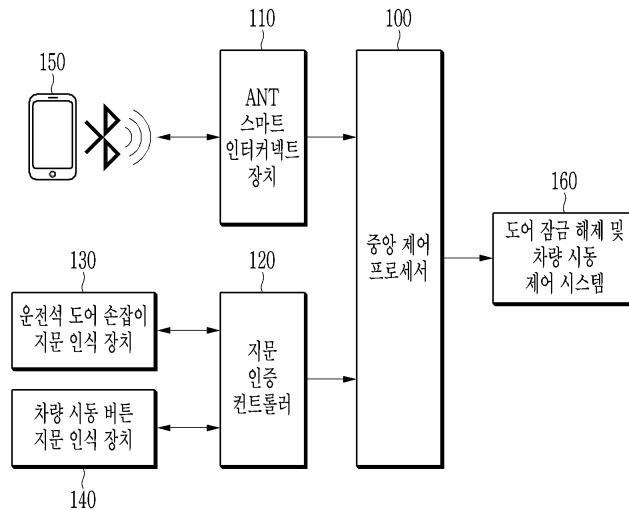 110
100
150
ANT
스마트
인터커넥트
장치
160
중앙 제어
프로세서
도어 잠금 해제 및
차량 시동
제어 시스템
130
120
운전석 도어 손잡이
지문 인식 장치
지문
인증
컨트롤러
차량 시동 버튼
지문 인식 장치
140